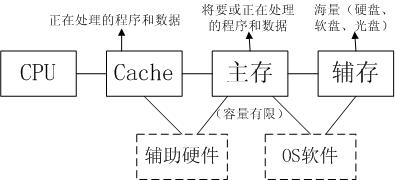 正在处理的程序和数据
将要或正在处理
的程序和数据
海量（硬盘、
软盘、光盘）
CPU
Cache
主存
辅存
（容量有限）
辅助硬件
OS软件